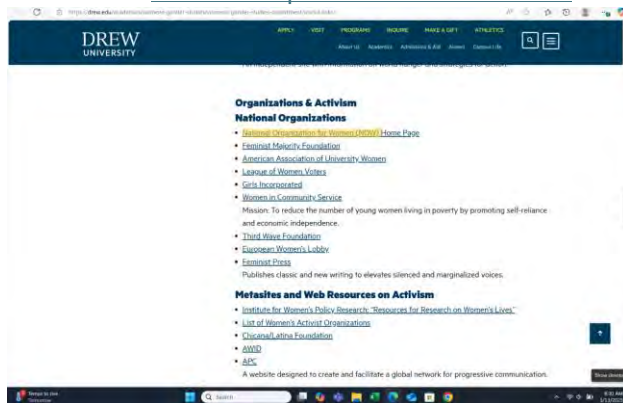 https://drew.edu/
DREW
UNIVERSITY
APPLY VISIT PROGRAMS INQUIRE MAKE A GIFT ATHLETICS
About Us Academics Admissions & Aid Alumni Campus Life
Organizations & Activism
National Organizations
• National Organization for Women (NOW) Home Page
• Feminist Majority Foundation
• American Association of University Women
• League of Women Voters
• Girls Incorporated
• Women in Community Service
Mission: To reduce the number of young women living in poverty by promoting self-reliance
and economic independence.
• Third Wave Foundation
• European Women's Lobby
• Feminist Press
Publishes classic and new writing to elevates silenced and marginalized voices.
Metasites and Web Resources on Activism
• Institute for Women's Policy Research: "Resources for Research on Women's Lives"
• List of Women's Activist Organizations
• Chicana/Latina Foundation
• AWID
• APC
A website designed to create and facilitate a global network for progressive communication.
Search